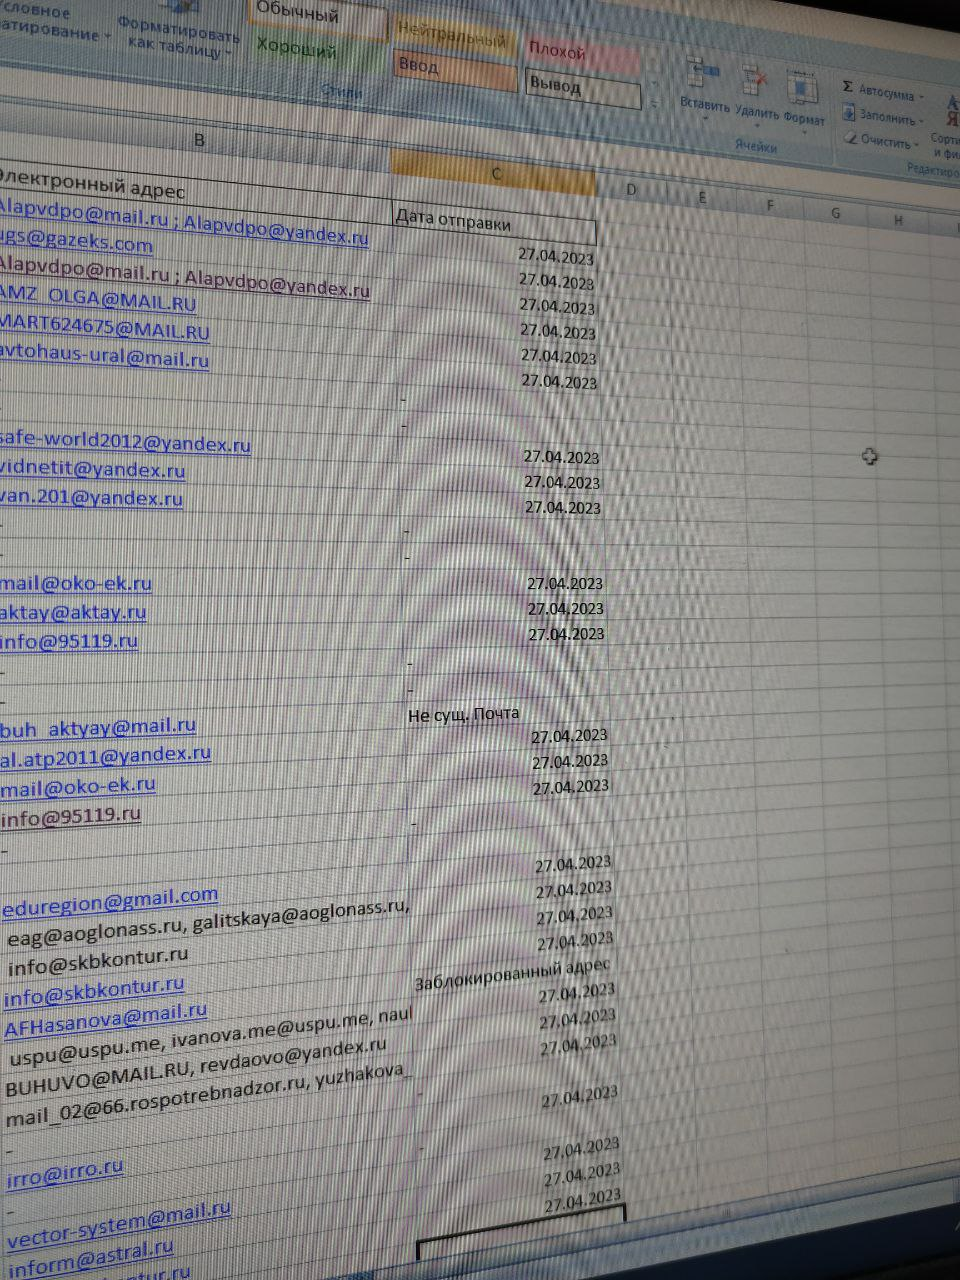 Форматировать
как таблицу
Обычный
Нейтральный
Плохой
Хороший
Ввод
Вывод
Стили
Вставить Удалить Формат
Ячейки
Σ Автосумма
Заполнить
Очистить
B C D E F G H
Электронный адрес Дата отправки
Alapvdpo@mail.ru ; Alapvdpo@yandex.ru 27.04.2023
ugs@gazeks.com 27.04.2023
Alapvdpo@mail.ru ; Alapvdpo@yandex.ru 27.04.2023
AMZ_OLGA@MAIL.RU 27.04.2023
MART624675@MAIL.RU 27.04.2023
avtohaus-ural@mail.ru 27.04.2023
- -
- -
safe-world2012@yandex.ru 27.04.2023
vidnetit@yandex.ru 27.04.2023
van.201@yandex.ru 27.04.2023
- -
- -
mail@oko-ek.ru 27.04.2023
aktay@aktay.ru 27.04.2023
info@95119.ru 27.04.2023
- -
- -
buh_aktyay@mail.ru Не сущ. Почта
al.atp2011@yandex.ru 27.04.2023
mail@oko-ek.ru 27.04.2023
info@95119.ru 27.04.2023
- -
eduregion@gmail.com 27.04.2023
eag@aoglonass.ru, galitskaya@aoglonass.ru, 27.04.2023
info@skbkontur.ru 27.04.2023
info@skbkontur.ru 27.04.2023
AFHasanova@mail.ru Заблокированный адрес
uspu@uspu.me, ivanova.me@uspu.me, naul 27.04.2023
BUHUVO@MAIL.RU, revdaovo@yandex.ru 27.04.2023
mail_02@66.rospotrebnadzor.ru, yuzhakova_ 27.04.2023
- -
irro@irro.ru 27.04.2023
- -
vector-system@mail.ru 27.04.2023
inform@astral.ru 27.04.2023
27.04.2023